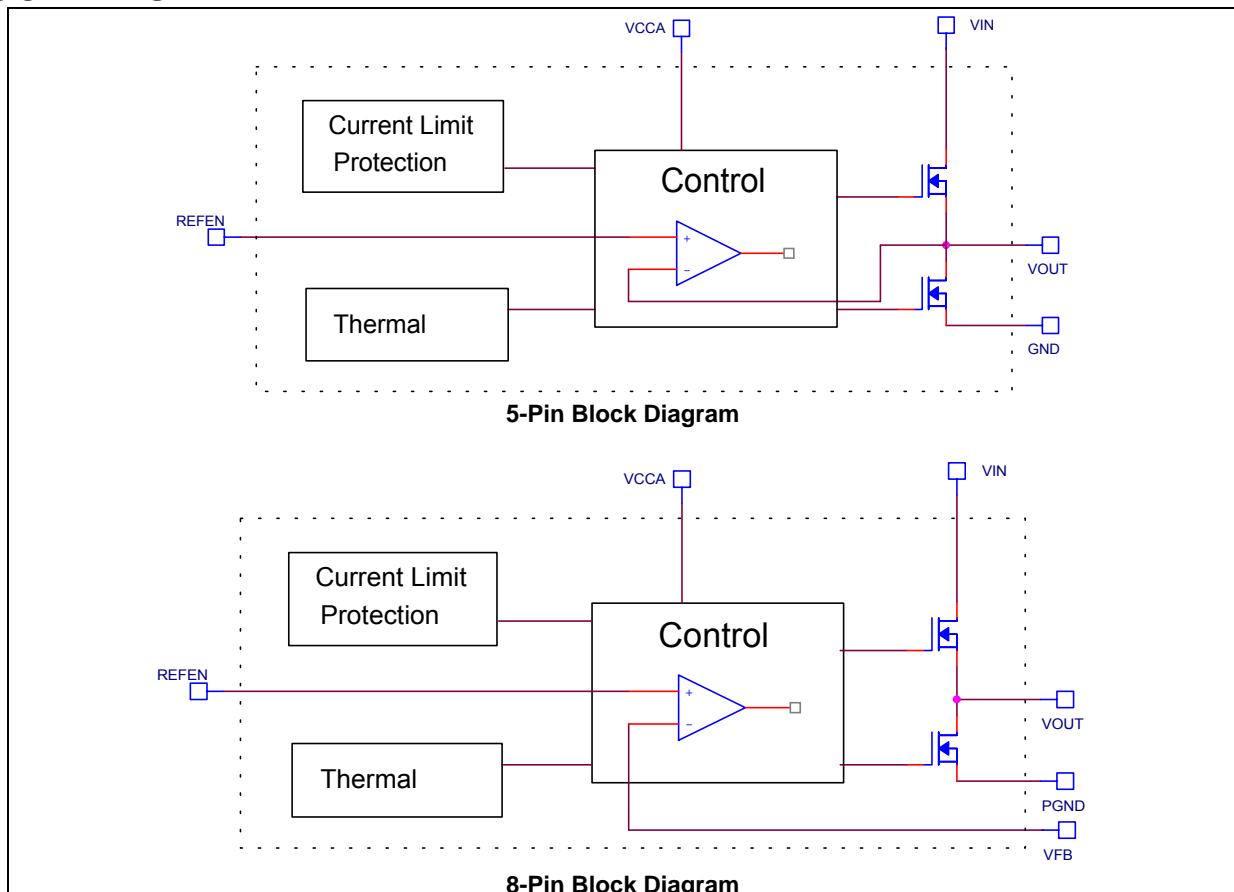 VCCA
VIN
Current Limit
Protection
Control
REFEN
+
−
VOUT
Thermal
GND
5-Pin Block Diagram
VCCA
VIN
Current Limit
Protection
Control
REFEN
+
−
VOUT
Thermal
PGND
VFB
8-Pin Block Diagram